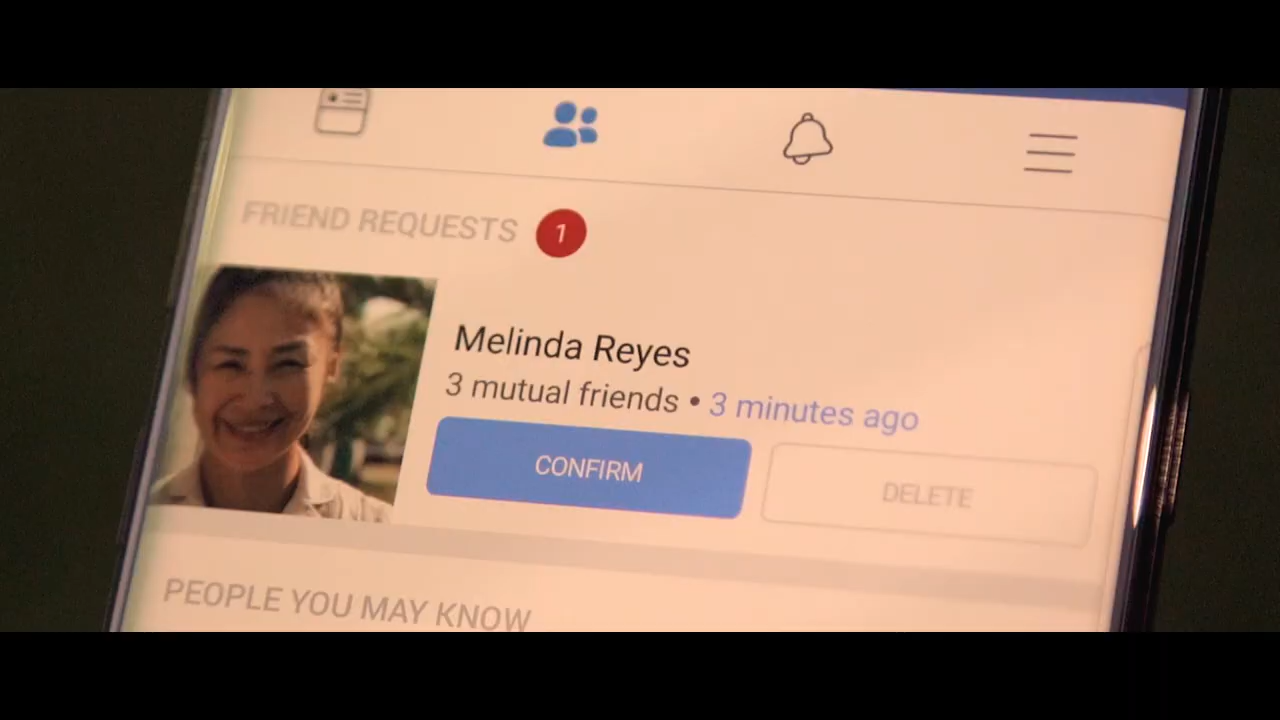 FRIEND REQUESTS 1
Melinda Reyes
3 mutual friends • 3 minutes ago
CONFIRM DELETE
PEOPLE YOU MAY KNOW